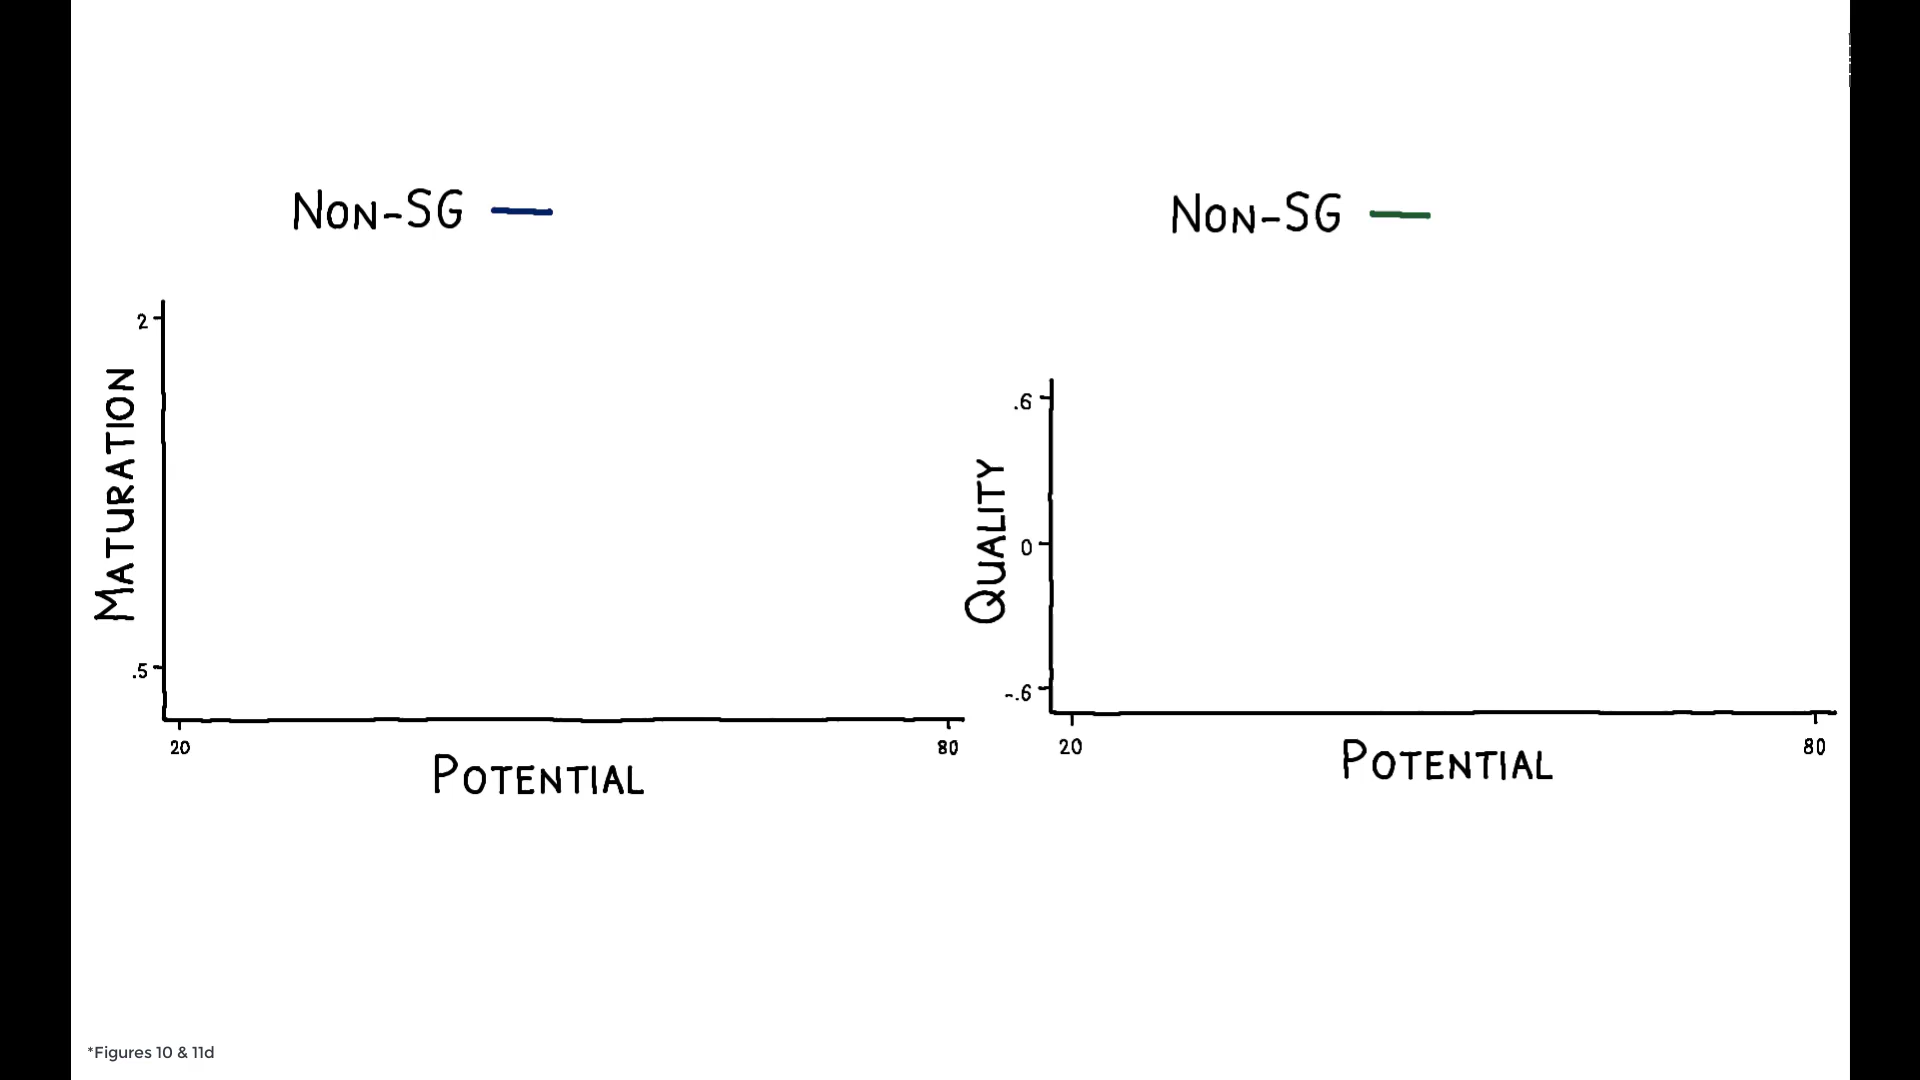 Non-SG
2
Maturation
.5
20
80
Potential
Non-SG
.6
Quality
0
-.6
20
80
Potential
*Figures 10 & 11d